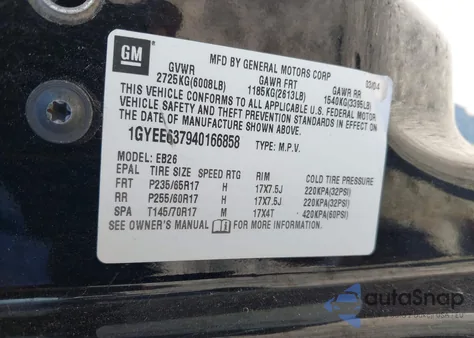 GM
MFD BY GENERAL MOTORS CORP
03/04
GVWR GAWR FRT GAWR RR
2725KG(6008LB) 1185KG(2613LB) 1540KG(3395LB)
THIS VEHICLE CONFORMS TO ALL APPLICABLE U.S. FEDERAL MOTOR
VEHICLE SAFETY AND THEFT PREVENTION STANDARDS IN EFFECT ON
THE DATE OF MANUFACTURE SHOWN ABOVE.
1GYEE637940166858 TYPE: M.P.V.
MODEL: EB26
EPAL TIRE SIZE SPEED RTG RIM COLD TIRE PRESSURE
FRT P235/65R17 H 17X7.5J 220KPA(32PSI)
RR P255/60R17 H 17X7.5J 220KPA(32PSI)
SPA T145/70R17 M 17X4T 420KPA(60PSI)
SEE OWNER'S MANUAL FOR MORE INFORMATION
autoSnap